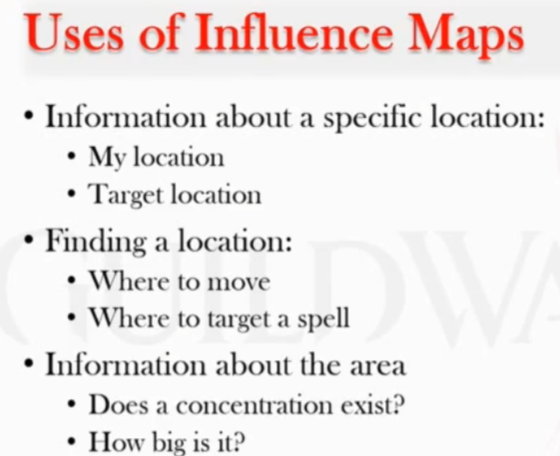 Uses of Influence Maps
• Information about a specific location:
• My location
• Target location
• Finding a location:
• Where to move
• Where to target a spell
• Information about the area
• Does a concentration exist?
• How big is it?
GUILDWA